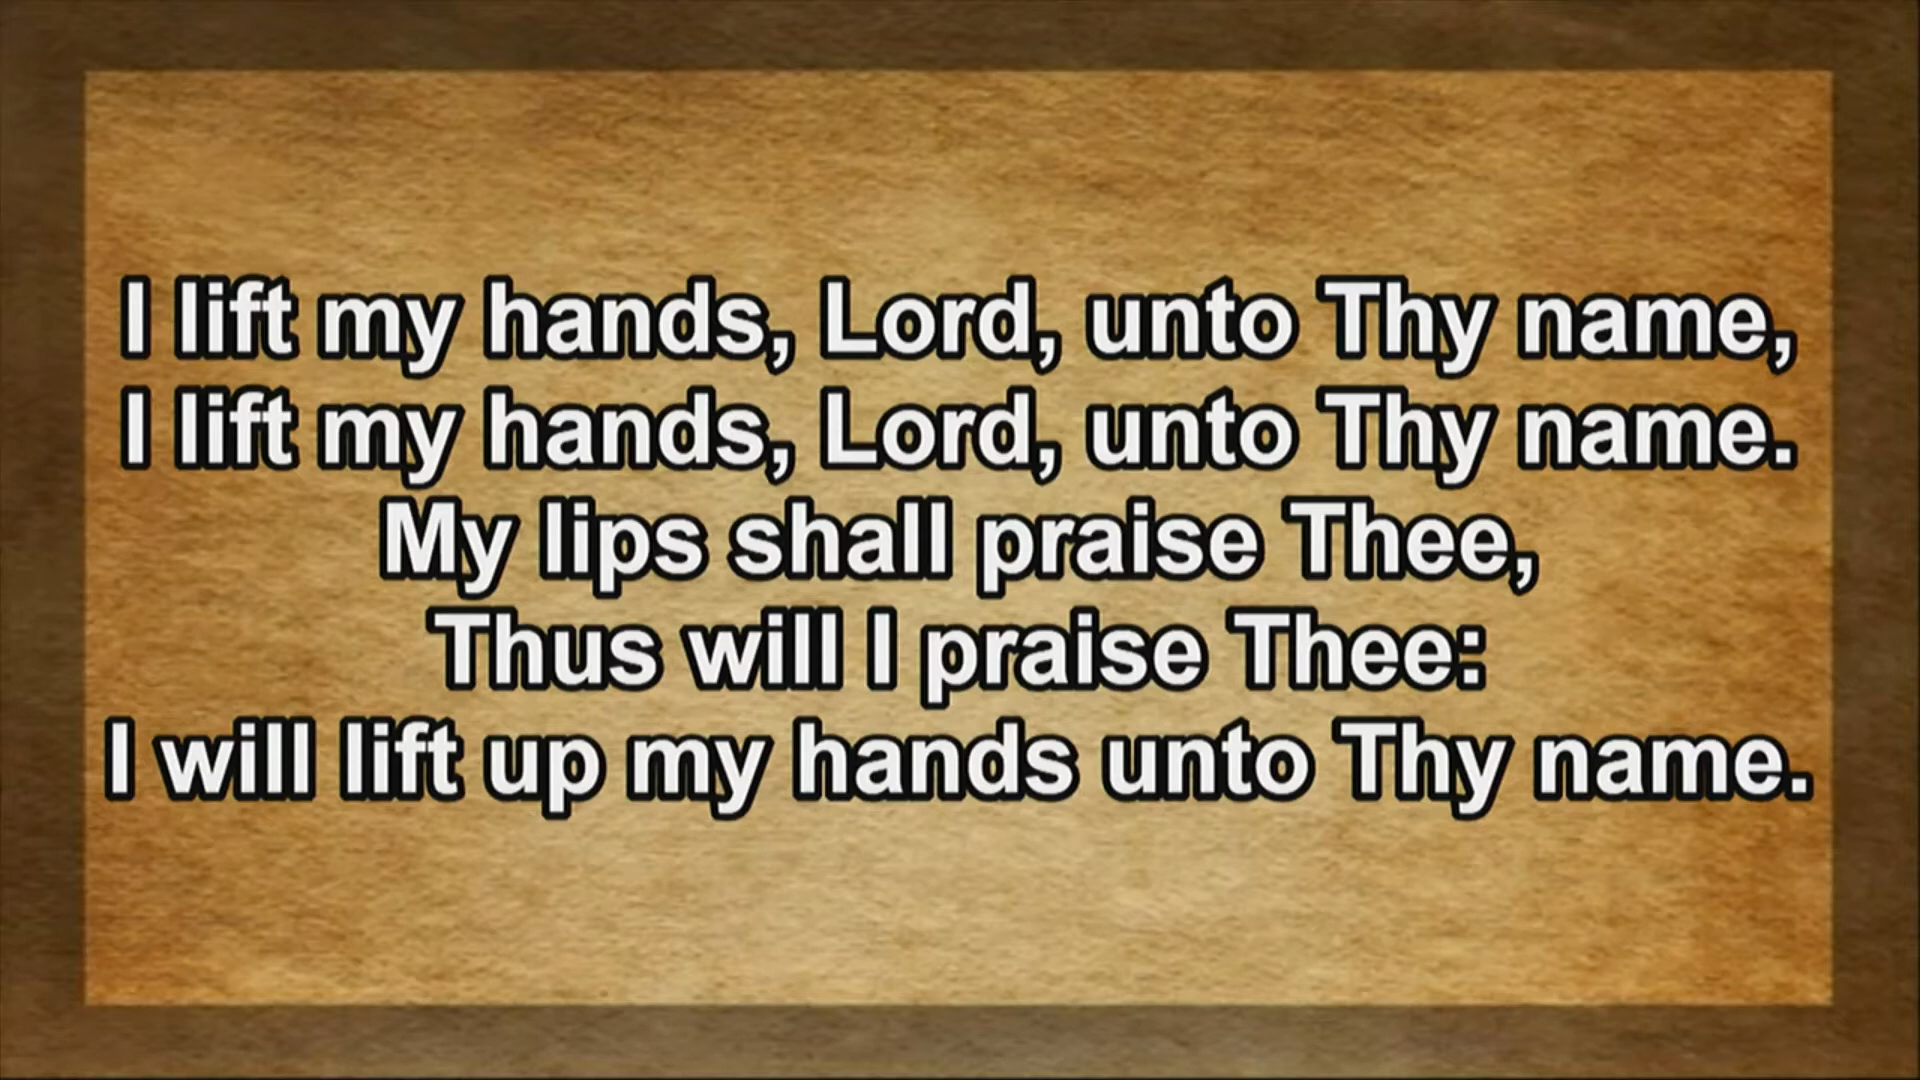 I lift my hands, Lord, unto Thy name,
I lift my hands, Lord, unto Thy name.
My lips shall praise Thee,
Thus will I praise Thee:
I will lift up my hands unto Thy name.